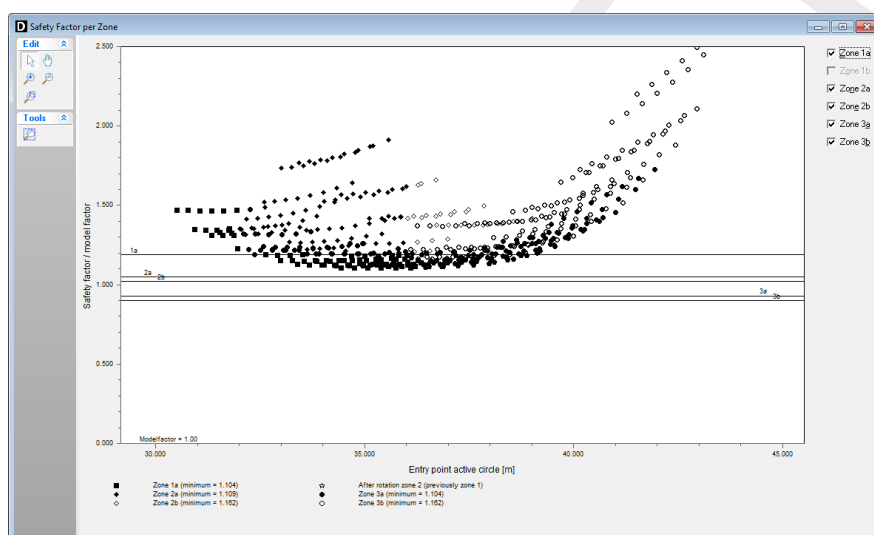 D Safety Factor per Zone
Edit
Tools
Safety factor / model factor
2.500
2.000
1.500
1.000
0.500
0.000
1a
2a
2b
3a
3b
Modelfactor = 1.00
30.000
35.000
40.000
45.000
Entry point active circle [m]
Zone 1a (minimum = 1.104)
Zone 2a (minimum = 1.109)
Zone 2b (minimum = 1.162)
After rotation zone 2 (previously zone 1)
Zone 3a (minimum = 1.104)
Zone 3b (minimum = 1.162)
Zone 1a
Zone 1b
Zone 2a
Zone 2b
Zone 3a
Zone 3b